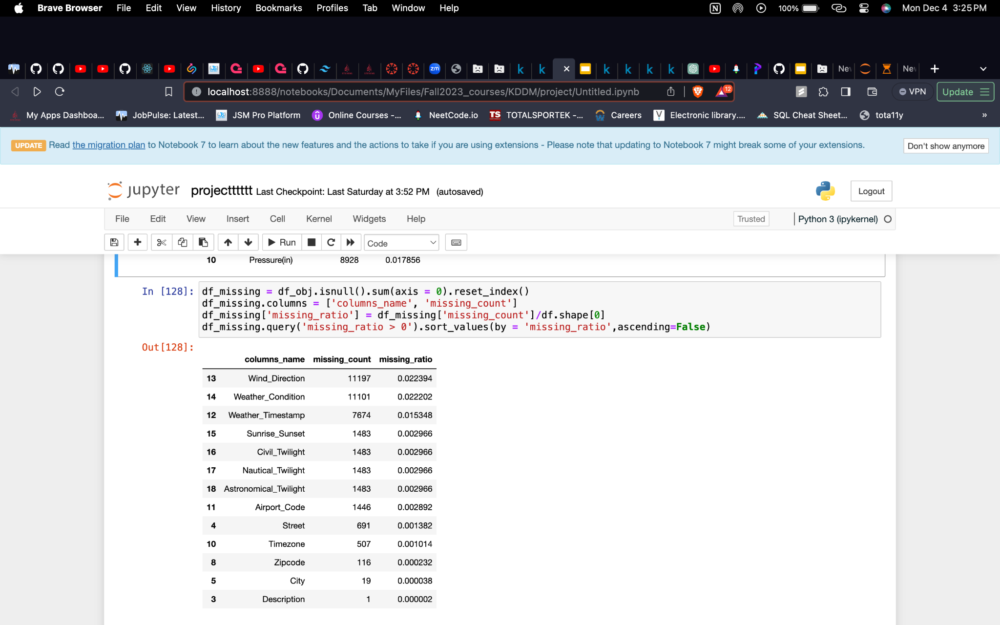 Brave Browser File Edit View History Bookmarks Profiles Tab Window Help 100% Mon Dec 4 3:25 PM
zm k k k k k k New New
localhost:8888/notebooks/Documents/MyFiles/Fall2023_courses/KDDM/project/Untitled.ipynb 12 VPN Update
My Apps Dashboa... JobPulse: Latest... JSM Pro Platform Online Courses -... NeetCode.io TS TOTALSPORTEK -... Careers Electronic library.... SQL Cheat Sheet... tota11y »
UPDATE Read the migration plan to Notebook 7 to learn about the new features and the actions to take if you are using extensions - Please note that updating to Notebook 7 might break some of your extensions. Don't show anymore
jupyter projectttttt Last Checkpoint: Last Saturday at 3:52 PM (autosaved) Logout
File Edit View Insert Cell Kernel Widgets Help Trusted Python 3 (ipykernel)
Run Code
10 Pressure(in) 8928 0.017856
In [128]: df_missing = df_obj.isnull().sum(axis = 0).reset_index()
df_missing.columns = ['columns_name', 'missing_count']
df_missing['missing_ratio'] = df_missing['missing_count']/df.shape[0]
df_missing.query('missing_ratio > 0').sort_values(by = 'missing_ratio',ascending=False)
Out[128]:
columns_name missing_count missing_ratio
13 Wind_Direction 11197 0.022394
14 Weather_Condition 11101 0.022202
12 Weather_Timestamp 7674 0.015348
15 Sunrise_Sunset 1483 0.002966
16 Civil_Twilight 1483 0.002966
17 Nautical_Twilight 1483 0.002966
18 Astronomical_Twilight 1483 0.002966
11 Airport_Code 1446 0.002892
4 Street 691 0.001382
10 Timezone 507 0.001014
8 Zipcode 116 0.000232
5 City 19 0.000038
3 Description 1 0.000002